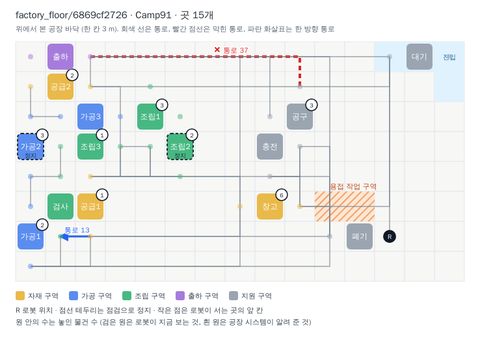 factory_floor/6869cf2726 · Camp91 · 곳 15개
위에서 본 공장 바닥 (한 칸 3 m). 회색 선은 통로, 빨간 점선은 막힌 통로, 파란 화살표는 한 방향 통로
출하
✕ 통로 37
대기
진입
공급2
2
가공3
조립1
3
공구
3
가공2
3
조립3
1
조립2
2
충전
용접 작업 구역
검사
공급1
1
창고
6
가공1
2
통로 13
폐기
R
자재 구역
가공 구역
조립 구역
출하 구역
지원 구역
R 로봇 위치 · 점선 테두리는 점검으로 정지 · 작은 점은 로봇이 서는 곳의 앞 칸
원 안의 수는 놓인 물건 수 (검은 원은 로봇이 지금 보는 것, 흰 원은 공장 시스템이 알려 준 것)